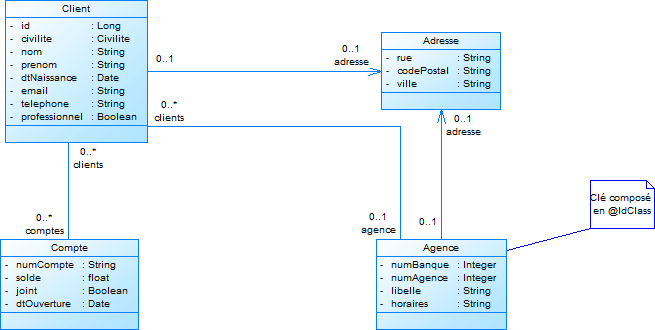 Client
- id : Long
- civilite : Civilite
- nom : String
- prenom : String
- dtNaissance : Date
- email : String
- telephone : String
- professionnel : Boolean
0..1
0..1
adresse
Adresse
- rue : String
- codePostal : String
- ville : String
0..*
clients
0..1
adresse
0..*
clients
0..*
comptes
0..1
agence
0..1
Clé composé
en @IdClass
Compte
- numCompte : String
- solde : float
- joint : Boolean
- dtOuverture : Date
Agence
- numBanque : Integer
- numAgence : Integer
- libelle : String
- horaires : String